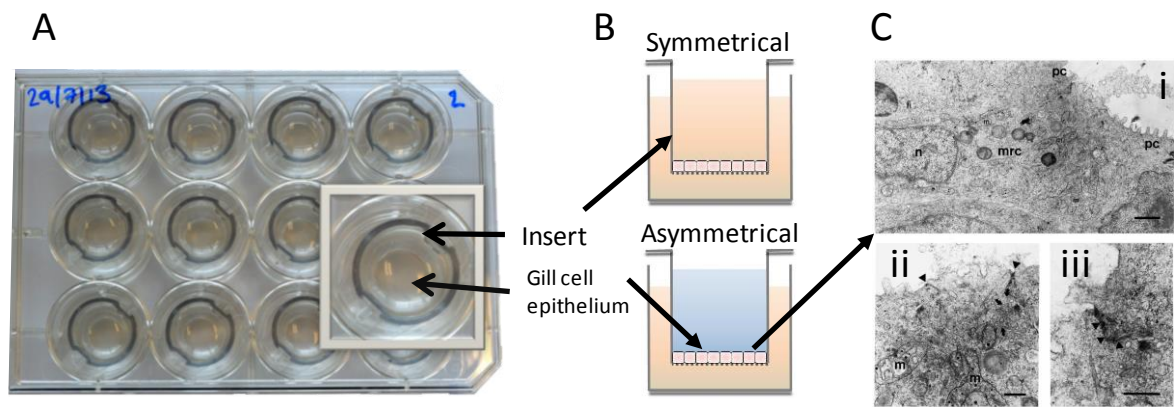 A
B
C
29/7/13
2
Symmetrical
Insert
Asymmetrical
Gill cell
epithelium
i
pc
n
m
mrc
pc
ii
m
m
iii